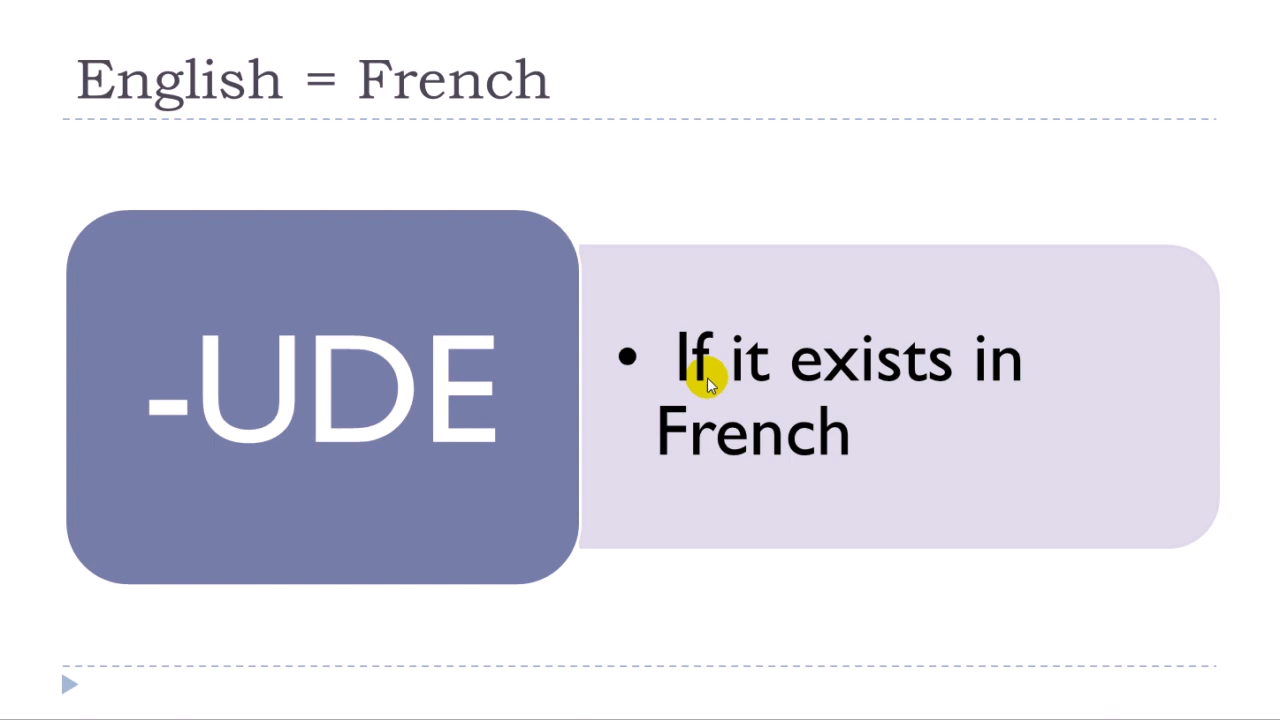 English = French
-UDE
• If it exists in
French